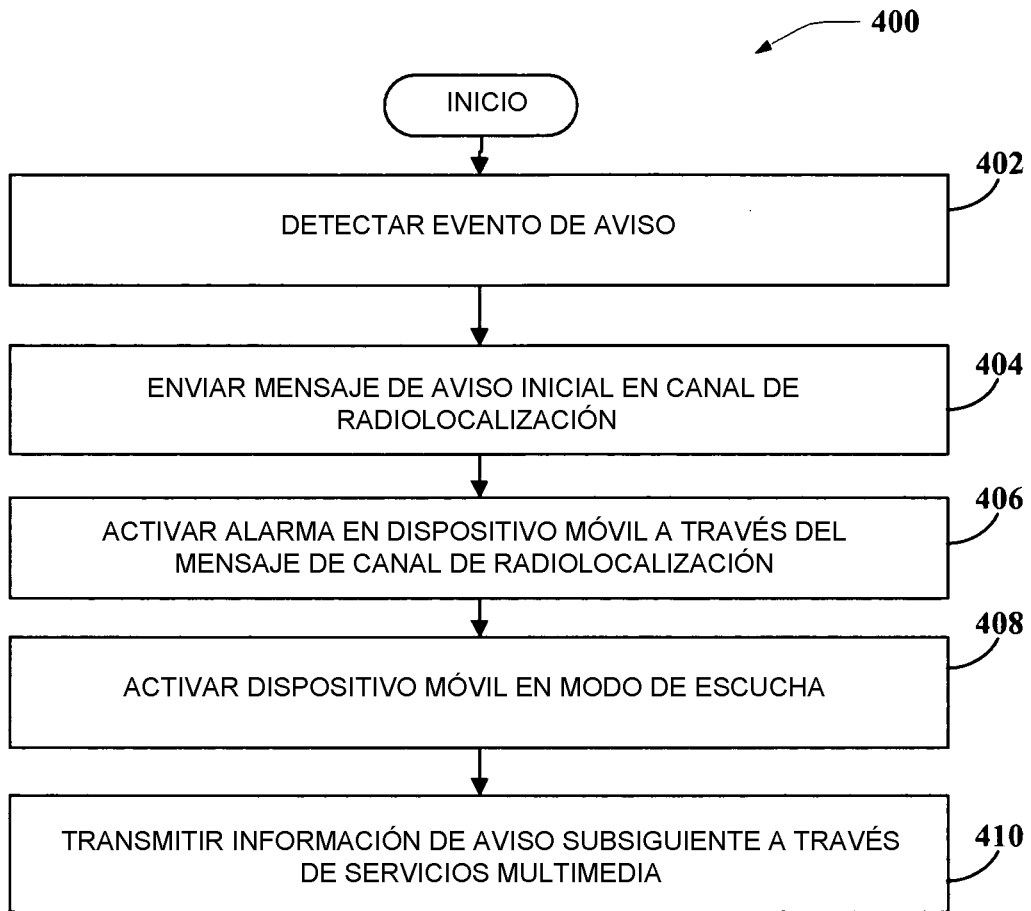 400
INICIO
402
DETECTAR EVENTO DE AVISO
404
ENVIAR MENSAJE DE AVISO INICIAL EN CANAL DE
RADIOLOCALIZACIÓN
406
ACTIVAR ALARMA EN DISPOSITIVO MÓVIL A TRAVÉS DEL
MENSAJE DE CANAL DE RADIOLOCALIZACIÓN
408
ACTIVAR DISPOSITIVO MÓVIL EN MODO DE ESCUCHA
410
TRANSMITIR INFORMACIÓN DE AVISO SUBSIGUIENTE A TRAVÉS
DE SERVICIOS MULTIMEDIA